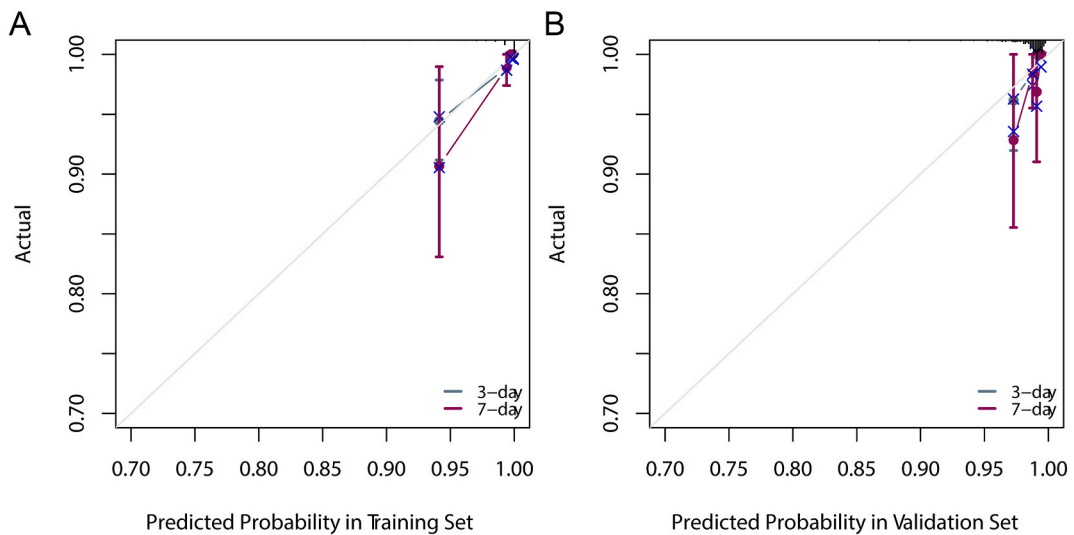 A
1.00
0.90
0.80
0.70
Actual
0.70 0.75 0.80 0.85 0.90 0.95 1.00
Predicted Probability in Training Set
3-day
7-day
B
1.00
0.90
0.80
0.70
Actual
0.70 0.75 0.80 0.85 0.90 0.95 1.00
Predicted Probability in Validation Set
3-day
7-day